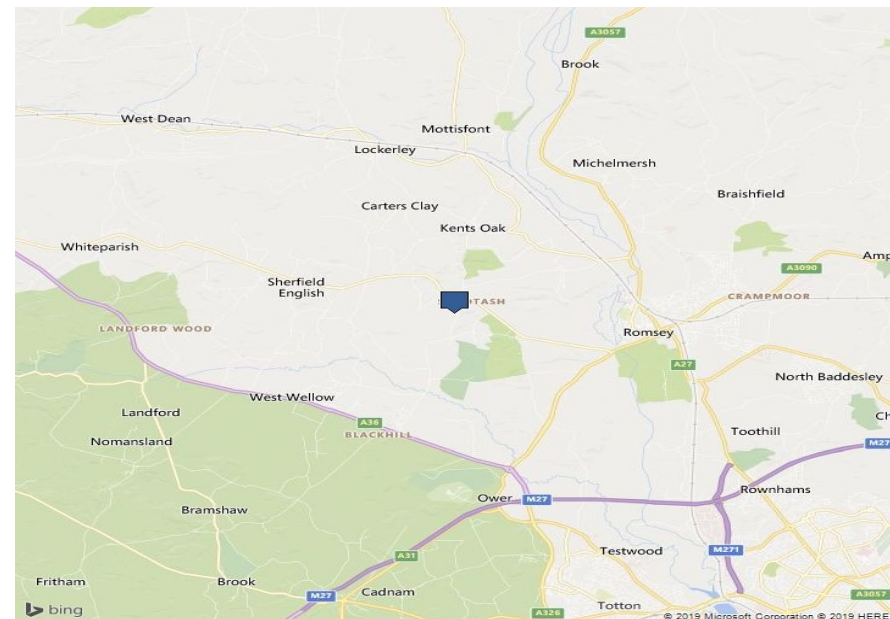 A3057
Brook
West Dean
Mottisfont
Lockerley
Michelmersh
Braishfield
Carters Clay
Kents Oak
Whiteparish
Sherfield
English
A3090
CRAMPMOOR
LANDFORD WOOD
Romsey
A27
North Baddesley
West Wellow
Landford
A36
BLACKHILL
Nomansland
Toothill
M27
Ower
M27
Rownhams
Bramshaw
A31
Testwood
M271
Fritham
Brook
M27
Cadnam
A326
Totton
A3057
bing
© 2019 Microsoft Corporation © 2019 HERE